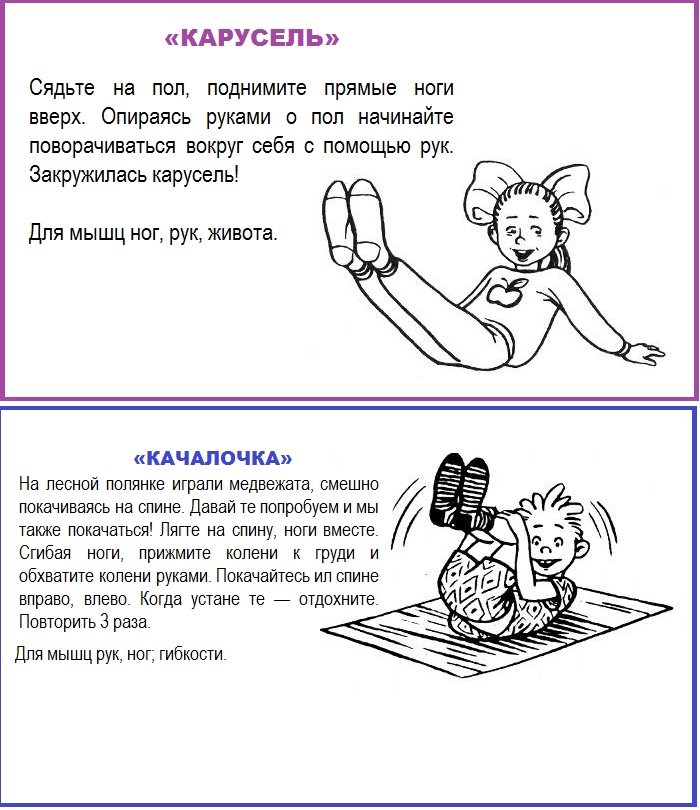 «КАРУСЕЛЬ»
Сядьте на пол, поднимите прямые ноги
вверх. Опираясь руками о пол начинайте
поворачиваться вокруг себя с помощью рук.
Закружилась карусель!
Для мышц ног, рук, живота.
«КАЧАЛОЧКА»
На лесной полянке играли медвежата, смешно
покачиваясь на спине. Давай те попробуем и мы
также покачаться! Лягте на спину, ноги вместе.
Сгибая ноги, прижмите колени к груди и
обхватите колени руками. Покачайтесь ил спине
вправо, влево. Когда устане те — отдохните.
Повторить 3 раза.
Для мышц рук, ног; гибкости.